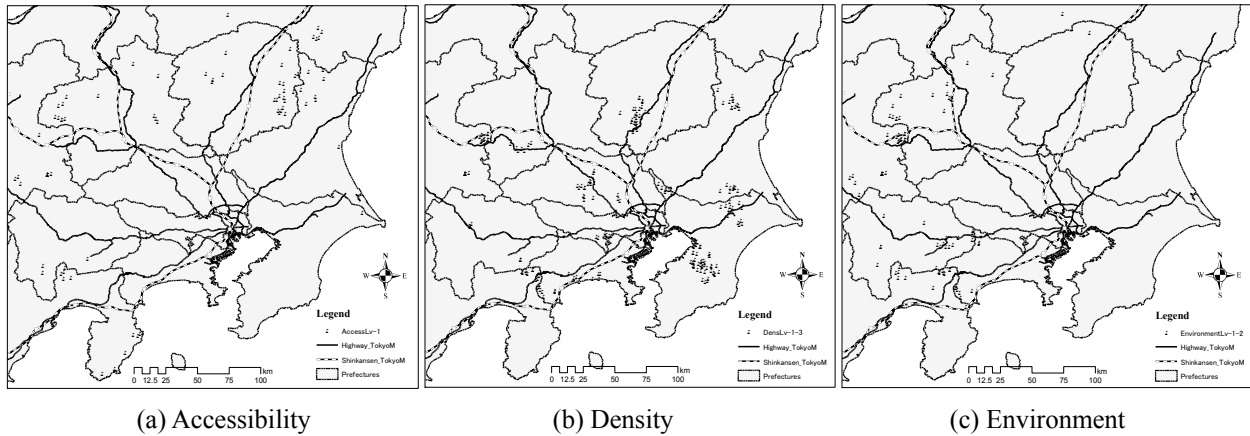 N
W E
S
Legend
AccessLv-1
Highway_TokyoM
Shinkansen_TokyoM
Prefectures
0 12.5 25 50 75 100
km
(a) Accessibility
N
W E
S
Legend
DensLv-1-3
Highway_TokyoM
Shinkansen_TokyoM
Prefectures
0 12.5 25 50 75 100
km
(b) Density
N
W E
S
Legend
EnvironmentLv-1-2
Highway_TokyoM
Shinkansen_TokyoM
Prefectures
0 12.5 25 50 75 100
km
(c) Environment